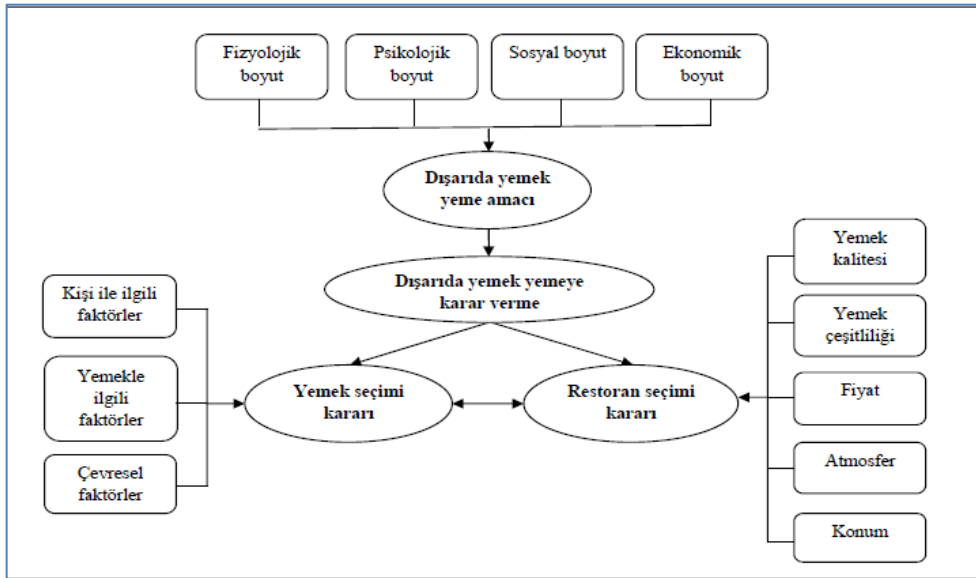 Fizyolojik
boyut
Psikolojik
boyut
Sosyal boyut
Ekonomik
boyut
Dışarıda yemek
yeme amacı
Dışarıda yemek yemeye
karar verme
Kişi ile ilgili
faktörler
Yemekle
ilgili
faktörler
Çevresel
faktörler
Yemek seçimi
kararı
Restoran seçimi
kararı
Yemek
kalitesi
Yemek
çeşitliliği
Fiyat
Atmosfer
Konum